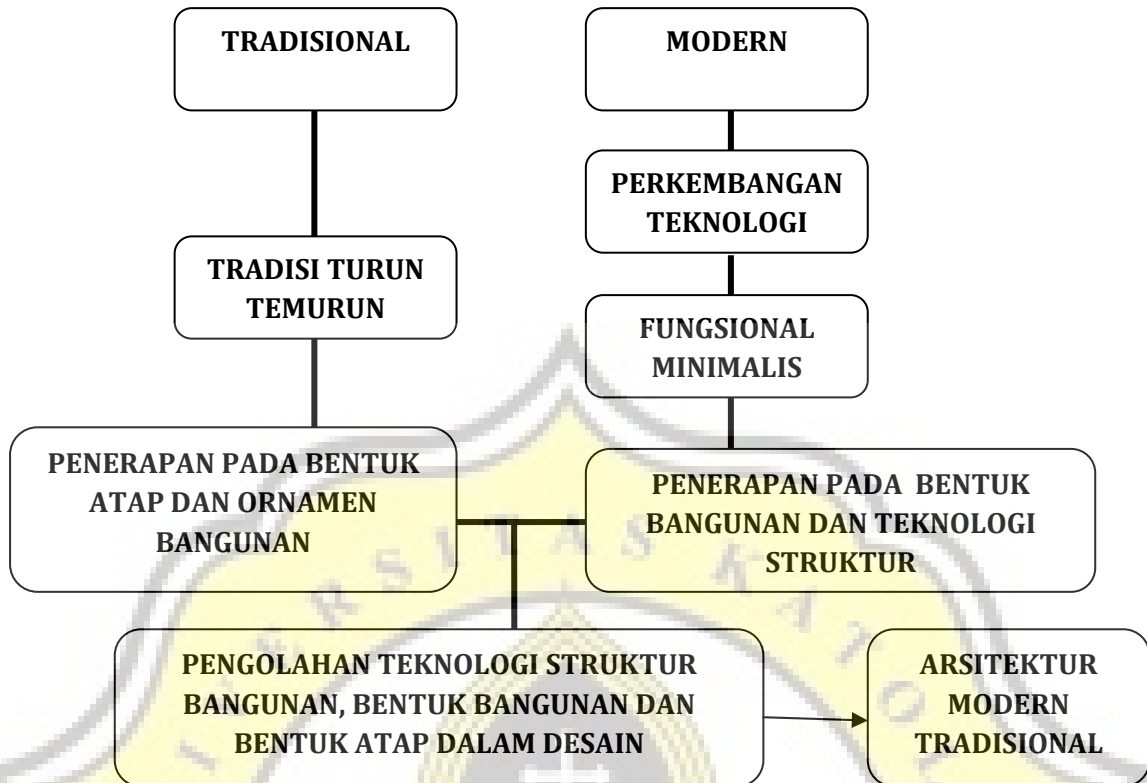 TRADISIONAL
MODERN
PERKEMBANGAN
TEKNOLOGI
TRADISI TURUN
TEMURUN
FUNGSIONAL
MINIMALIS
PENERAPAN PADA BENTUK
ATAP DAN ORNAMEN
BANGUNAN
PENERAPAN PADA BENTUK
BANGUNAN DAN TEKNOLOGI
STRUKTUR
PENGOLAHAN TEKNOLOGI STRUKTUR
BANGUNAN, BENTUK BANGUNAN DAN
BENTUK ATAP DALAM DESAIN
ARSITEKTUR
MODERN
TRADISIONAL